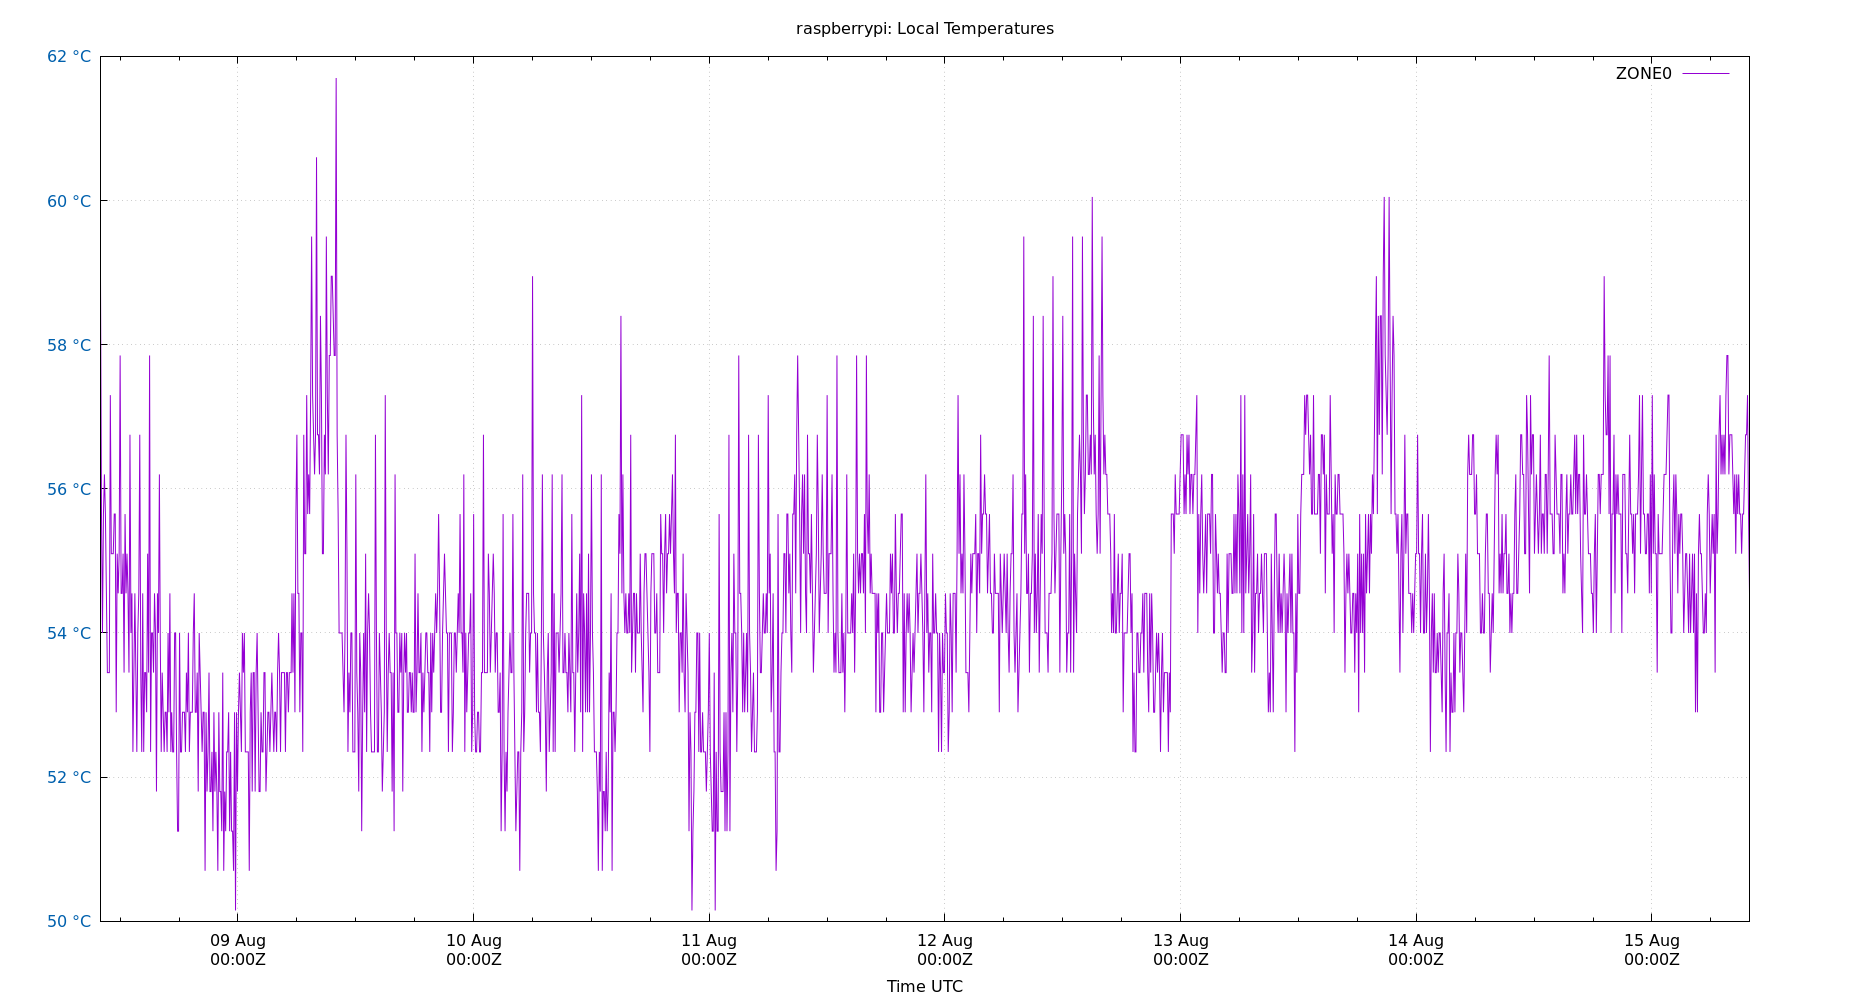 raspberrypi: Local Temperatures
62 °C
ZONE0
60 °C
58 °C
56 °C
54 °C
52 °C
50 °C
09 Aug 10 Aug 11 Aug 12 Aug 13 Aug 14 Aug 15 Aug
00:00Z 00:00Z 00:00Z 00:00Z 00:00Z 00:00Z 00:00Z
Time UTC